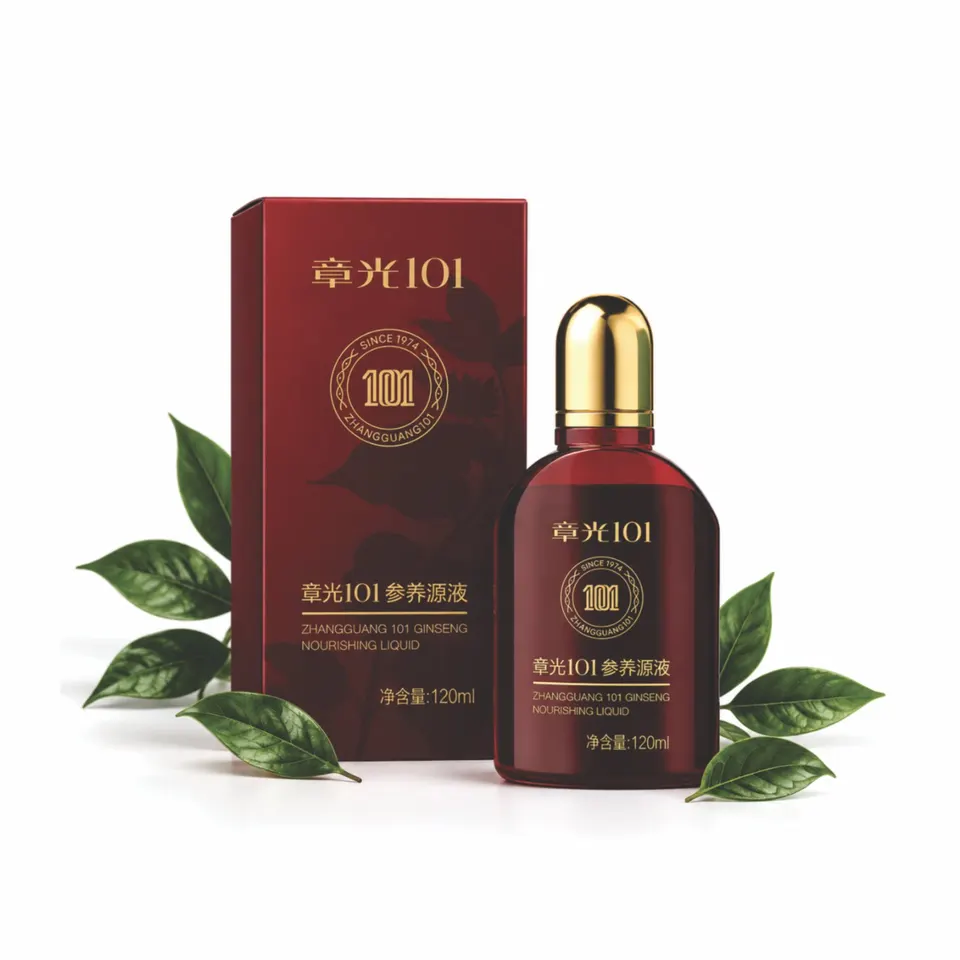 章光101
SINCE 1974
101
ZHANGGUANG101
章光101 参养源液
ZHANGGUANG 101 GINSENG
NOURISHING LIQUID
净含量:120ml
章光101
SINCE 1974
101
ZHANGGUANG101
章光101 参养源液
ZHANGGUANG 101 GINSENG
NOURISHING LIQUID
净含量:120ml